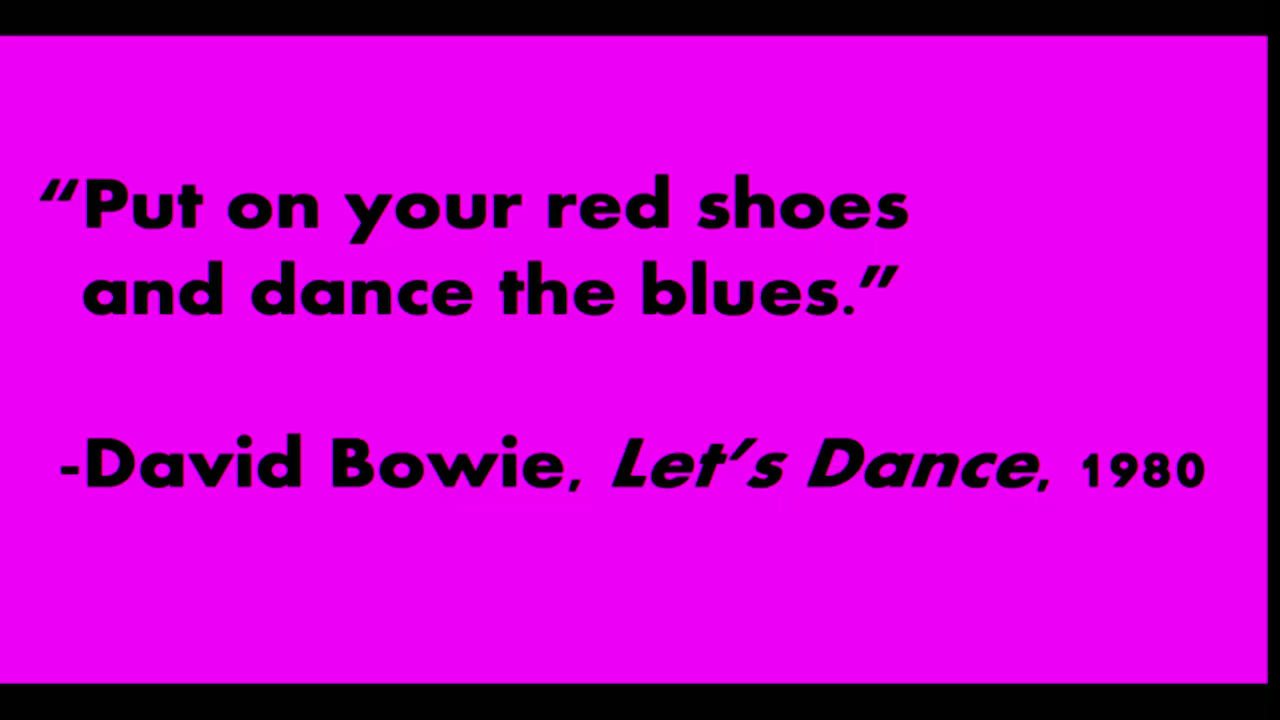 “Put on your red shoes
and dance the blues.”
-David Bowie, Let’s Dance, 1980